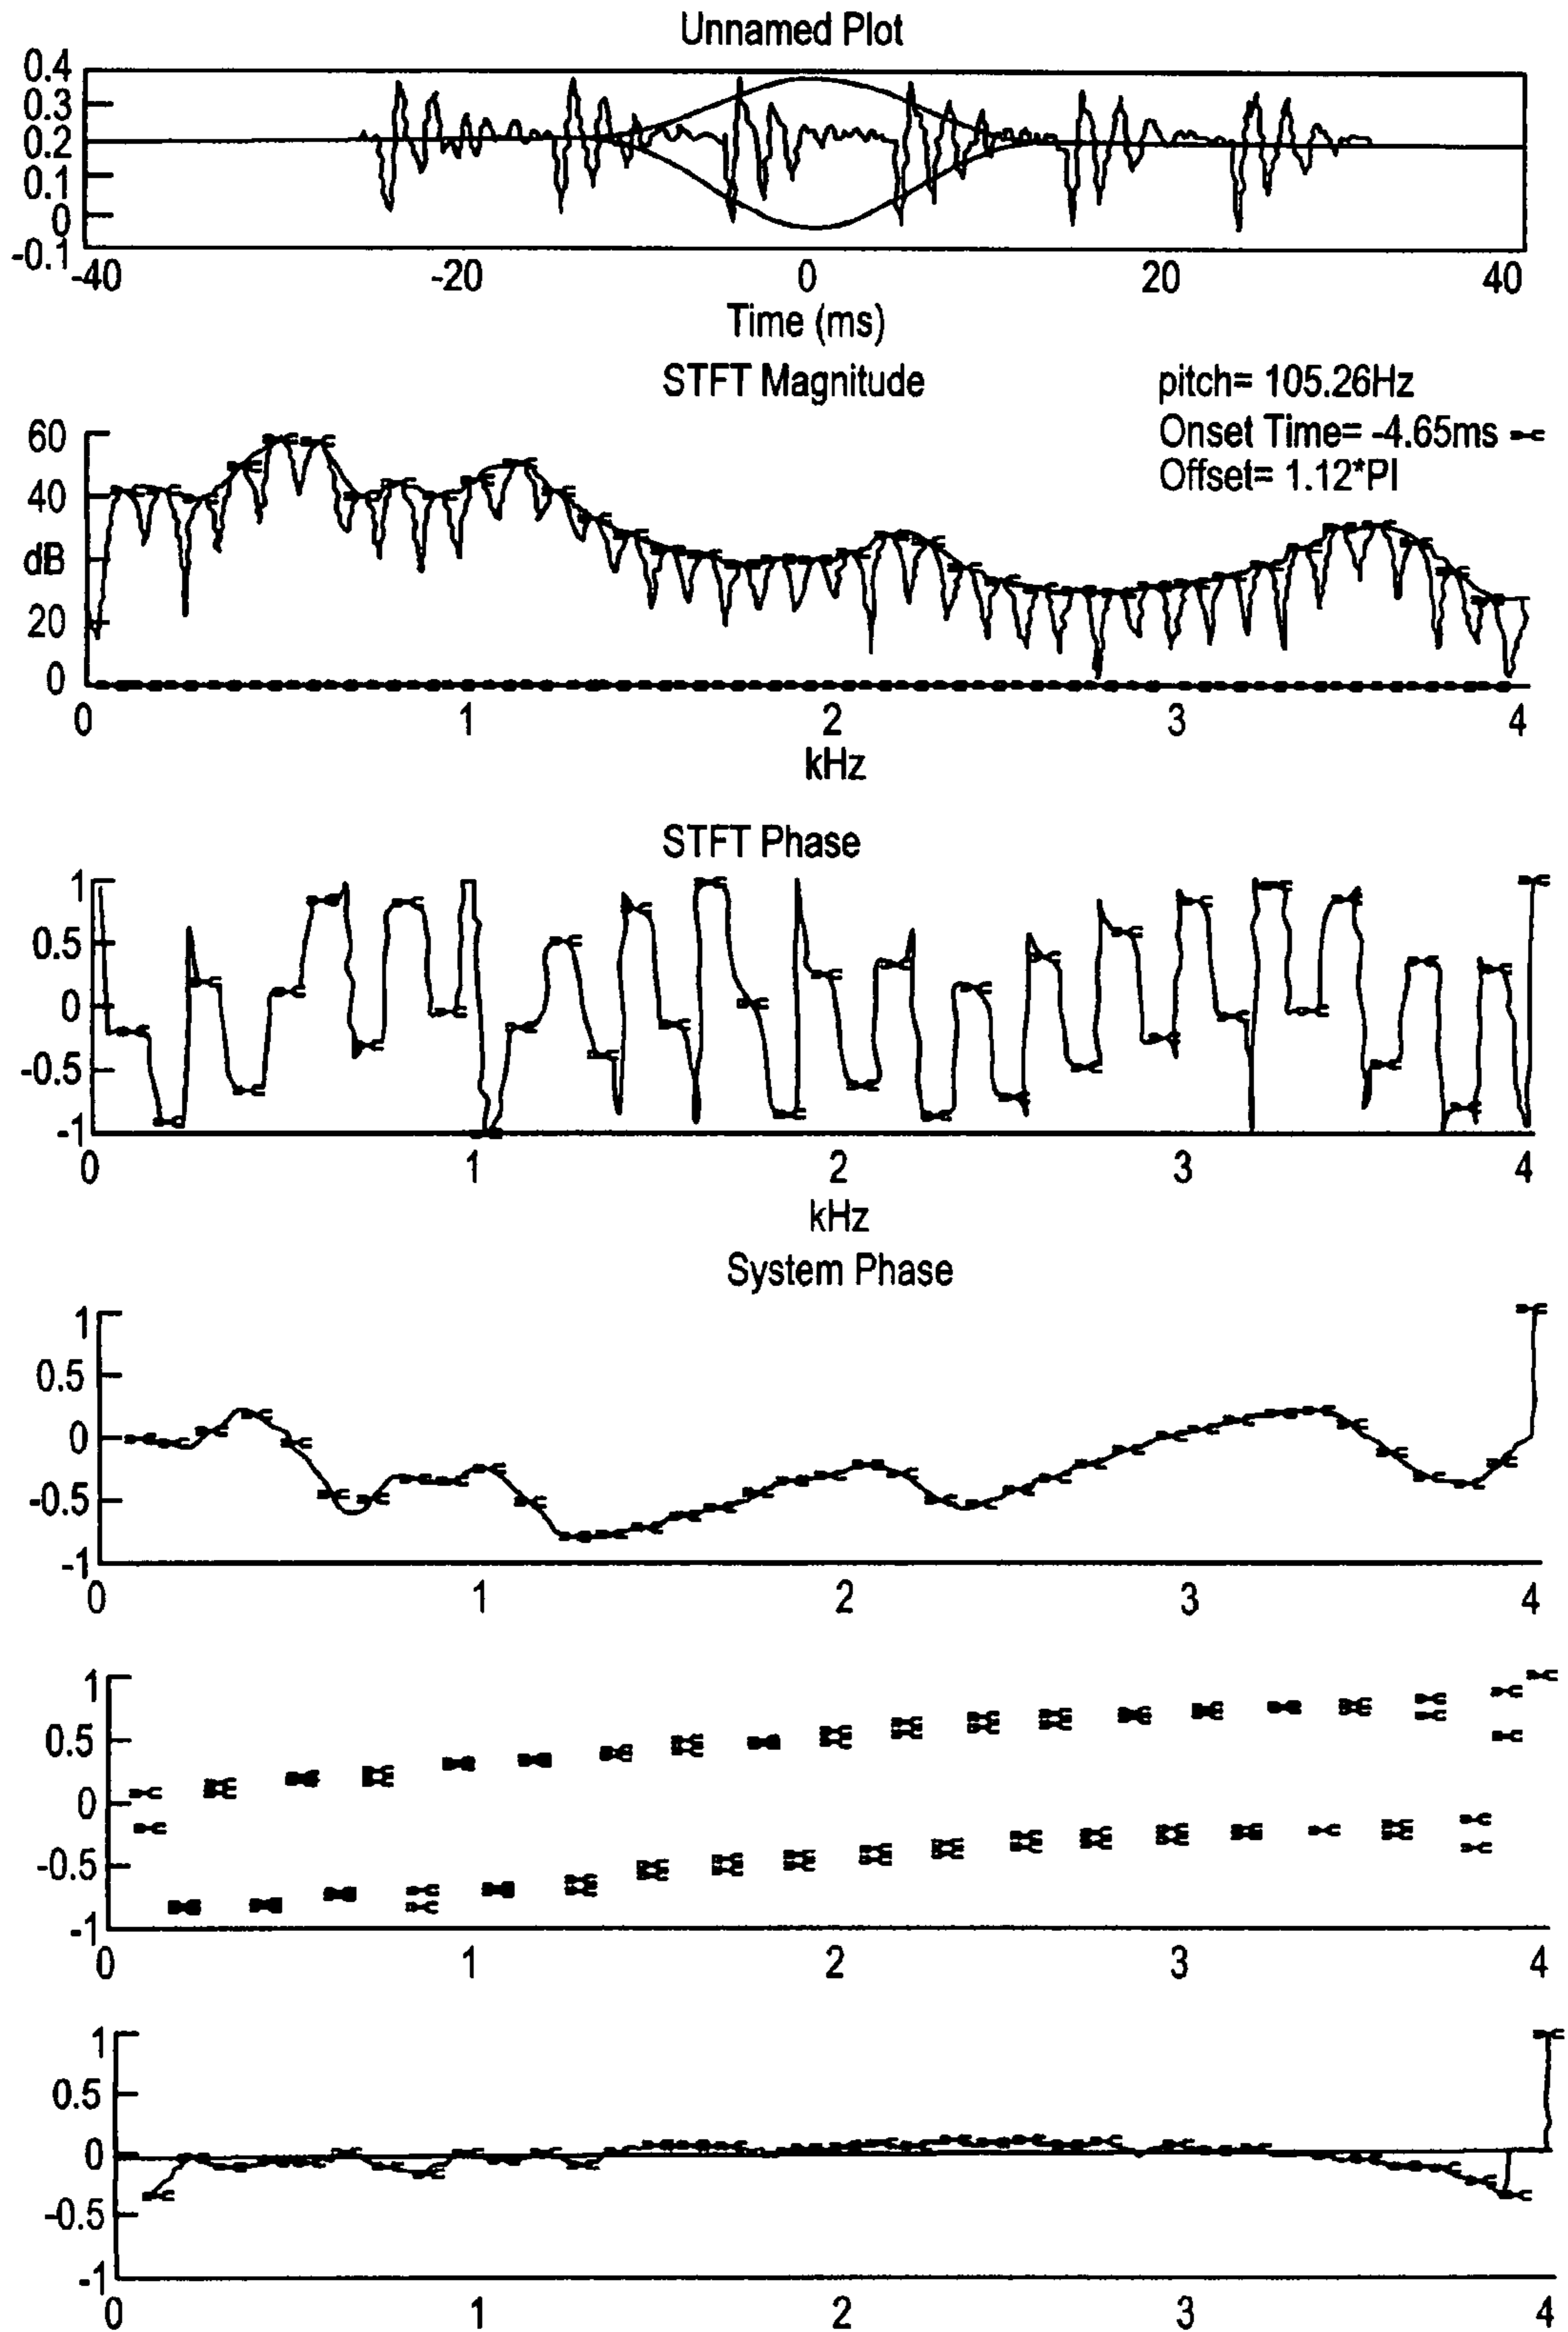 Unnamed Plot
0.4
0.3
0.2
0.1
0
-0.1
-40 -20 0 20 40
Time (ms)
STFT Magnitude
pitch= 105.26Hz
Onset Time= -4.65ms
Offset= 1.12*PI
60
40
dB
20
0
0 1 2 3 4
kHz
STFT Phase
1
0.5
0
-0.5
-1
0 1 2 3 4
kHz
System Phase
1
0.5
0
-0.5
-1
0 1 2 3 4
1
0.5
0
-0.5
-1
0 1 2 3 4
1
0.5
0
-0.5
-1
0 1 2 3 4